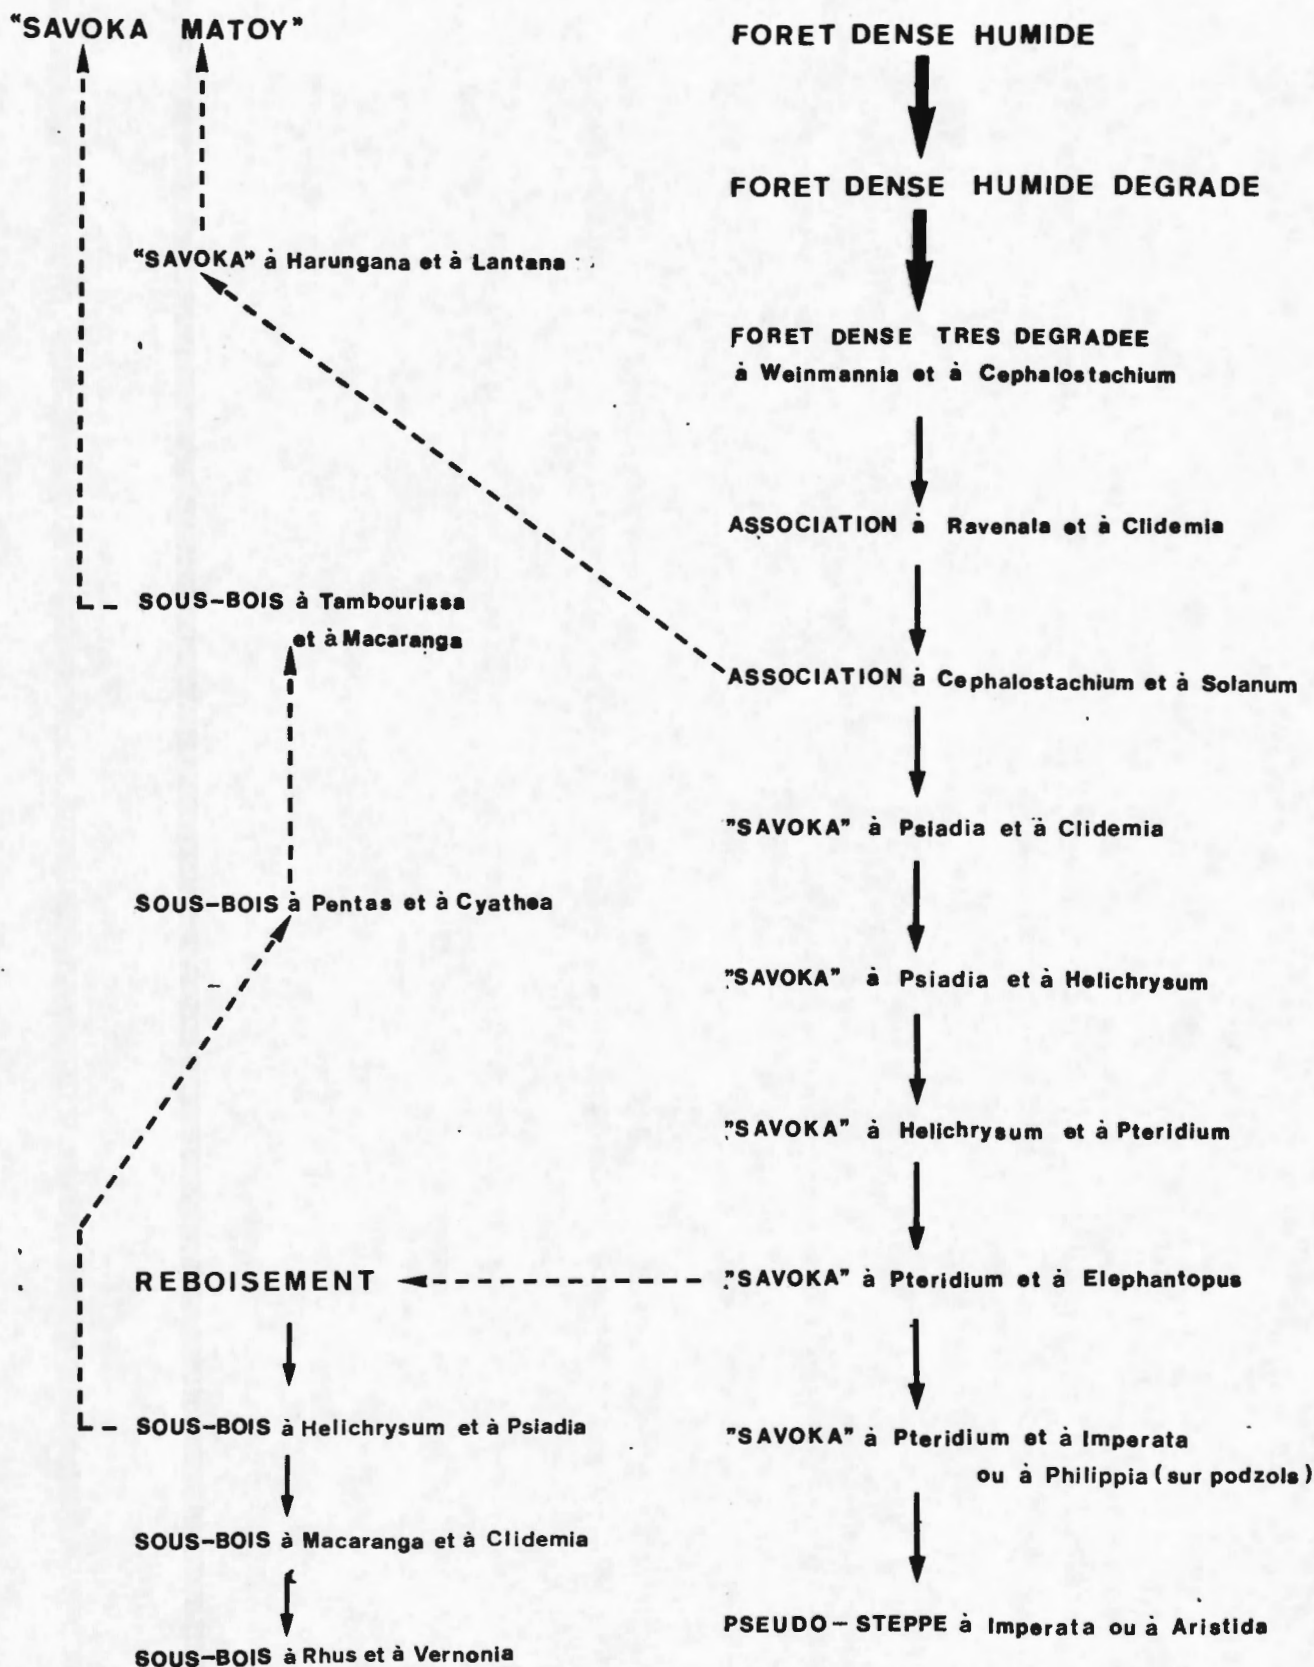 "SAVOKA MATOY"
"SAVOKA" à Harungana et à Lantana
SOUS-BOIS à Tambourissa
et à Macaranga
SOUS-BOIS à Pentas et à Cyathea
REBOISEMENT
SOUS-BOIS à Helichrysum et à Psiadia
SOUS-BOIS à Macaranga et à Clidemia
SOUS-BOIS à Rhus et à Vernonia
FORET DENSE HUMIDE
FORET DENSE HUMIDE DEGRADE
FORET DENSE TRES DEGRADEE
à Weinmannia et à Cephalostachium
ASSOCIATION à Ravenala et à Clidemia
ASSOCIATION à Cephalostachium et à Solanum
"SAVOKA" à Psiadia et à Clidemia
"SAVOKA" à Psiadia et à Helichrysum
"SAVOKA" à Helichrysum et à Pteridium
"SAVOKA" à Pteridium et à Elephantopus
"SAVOKA" à Pteridium et à Imperata
ou à Philippia (sur podzols)
PSEUDO-STEPPE à Imperata ou à Aristida